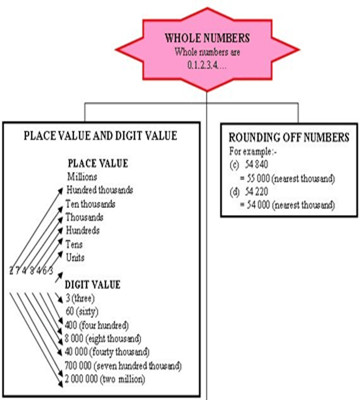 WHOLE NUMBERS
Whole numbers are
0.1.2.3.4....
PLACE VALUE AND DIGIT VALUE
PLACE VALUE
Millions
Hundred thousands
Ten thousands
Thousands
Hundreds
Tens
Units
2 7 4 8 4 6 3
DIGIT VALUE
3 (three)
60 (sixty)
400 (four hundred)
8 000 (eight thousand)
40 000 (fourty thousand)
700 000 (seven hundred thousand)
2 000 000 (two million)
ROUNDING OFF NUMBERS
For example:-
(c) 54 840
= 55 000 (nearest thousand)
(d) 54 220
= 54 000 (nearest thousand)